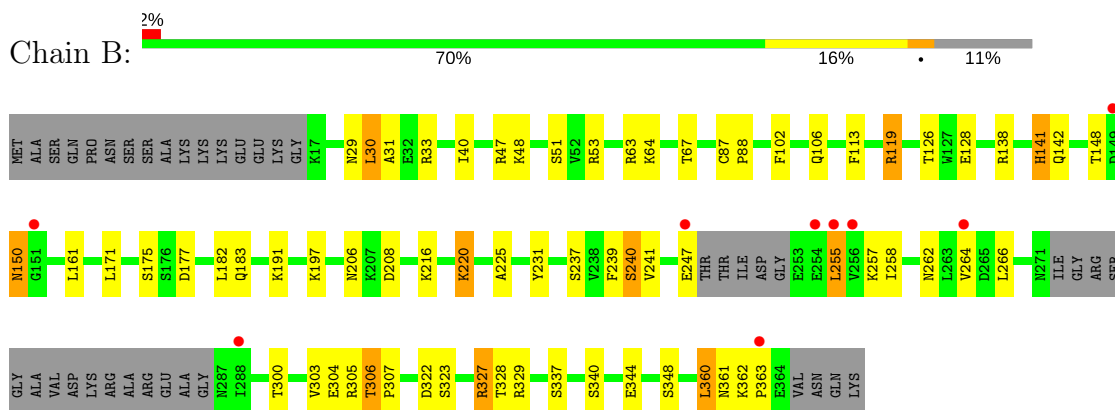 2%
Chain B:
70% 16% • 11%
MET ALA SER GLN PRO ASN SER SER ALA LYS LYS LYS GLU GLU LYS GLY K17 N29 L30 A31 E32 R33 I40 R47 K48 S51 V52 R53 R63 K64 T67 C87 P88 F102 Q106 F113 R119 T126 W127 E128 R138 H141 Q142 T148 D149
N150 G151 L161 L171 S175 S176 D177 L182 Q183 K191 K197 N206 K207 D208 K216 K220 A225 Y231 S237 V238 F239 S240 V241 E247 THR THR ILE ASP GLY E253 E254 L255 V256 K257 I258 N262 L263 V264 D265 L266 N271 ILE GLY ARG SER
GLY ALA VAL ASP LYS ARG ALA ARG GLU ALA GLY N287 I288 T300 V303 E304 R305 T306 P307 D322 S323 R327 T328 R329 S337 S340 E344 S348 L360 N361 K362 P363 E364 VAL ASN GLN LYS